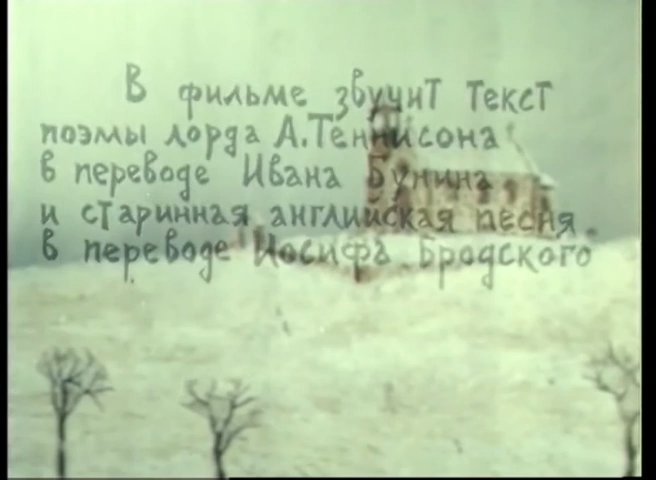 В фильме звучит текст
поэмы лорда А.Теннисона
в переводе Ивана Бунина
и старинная английская песня
в переводе Иосифа Бродского